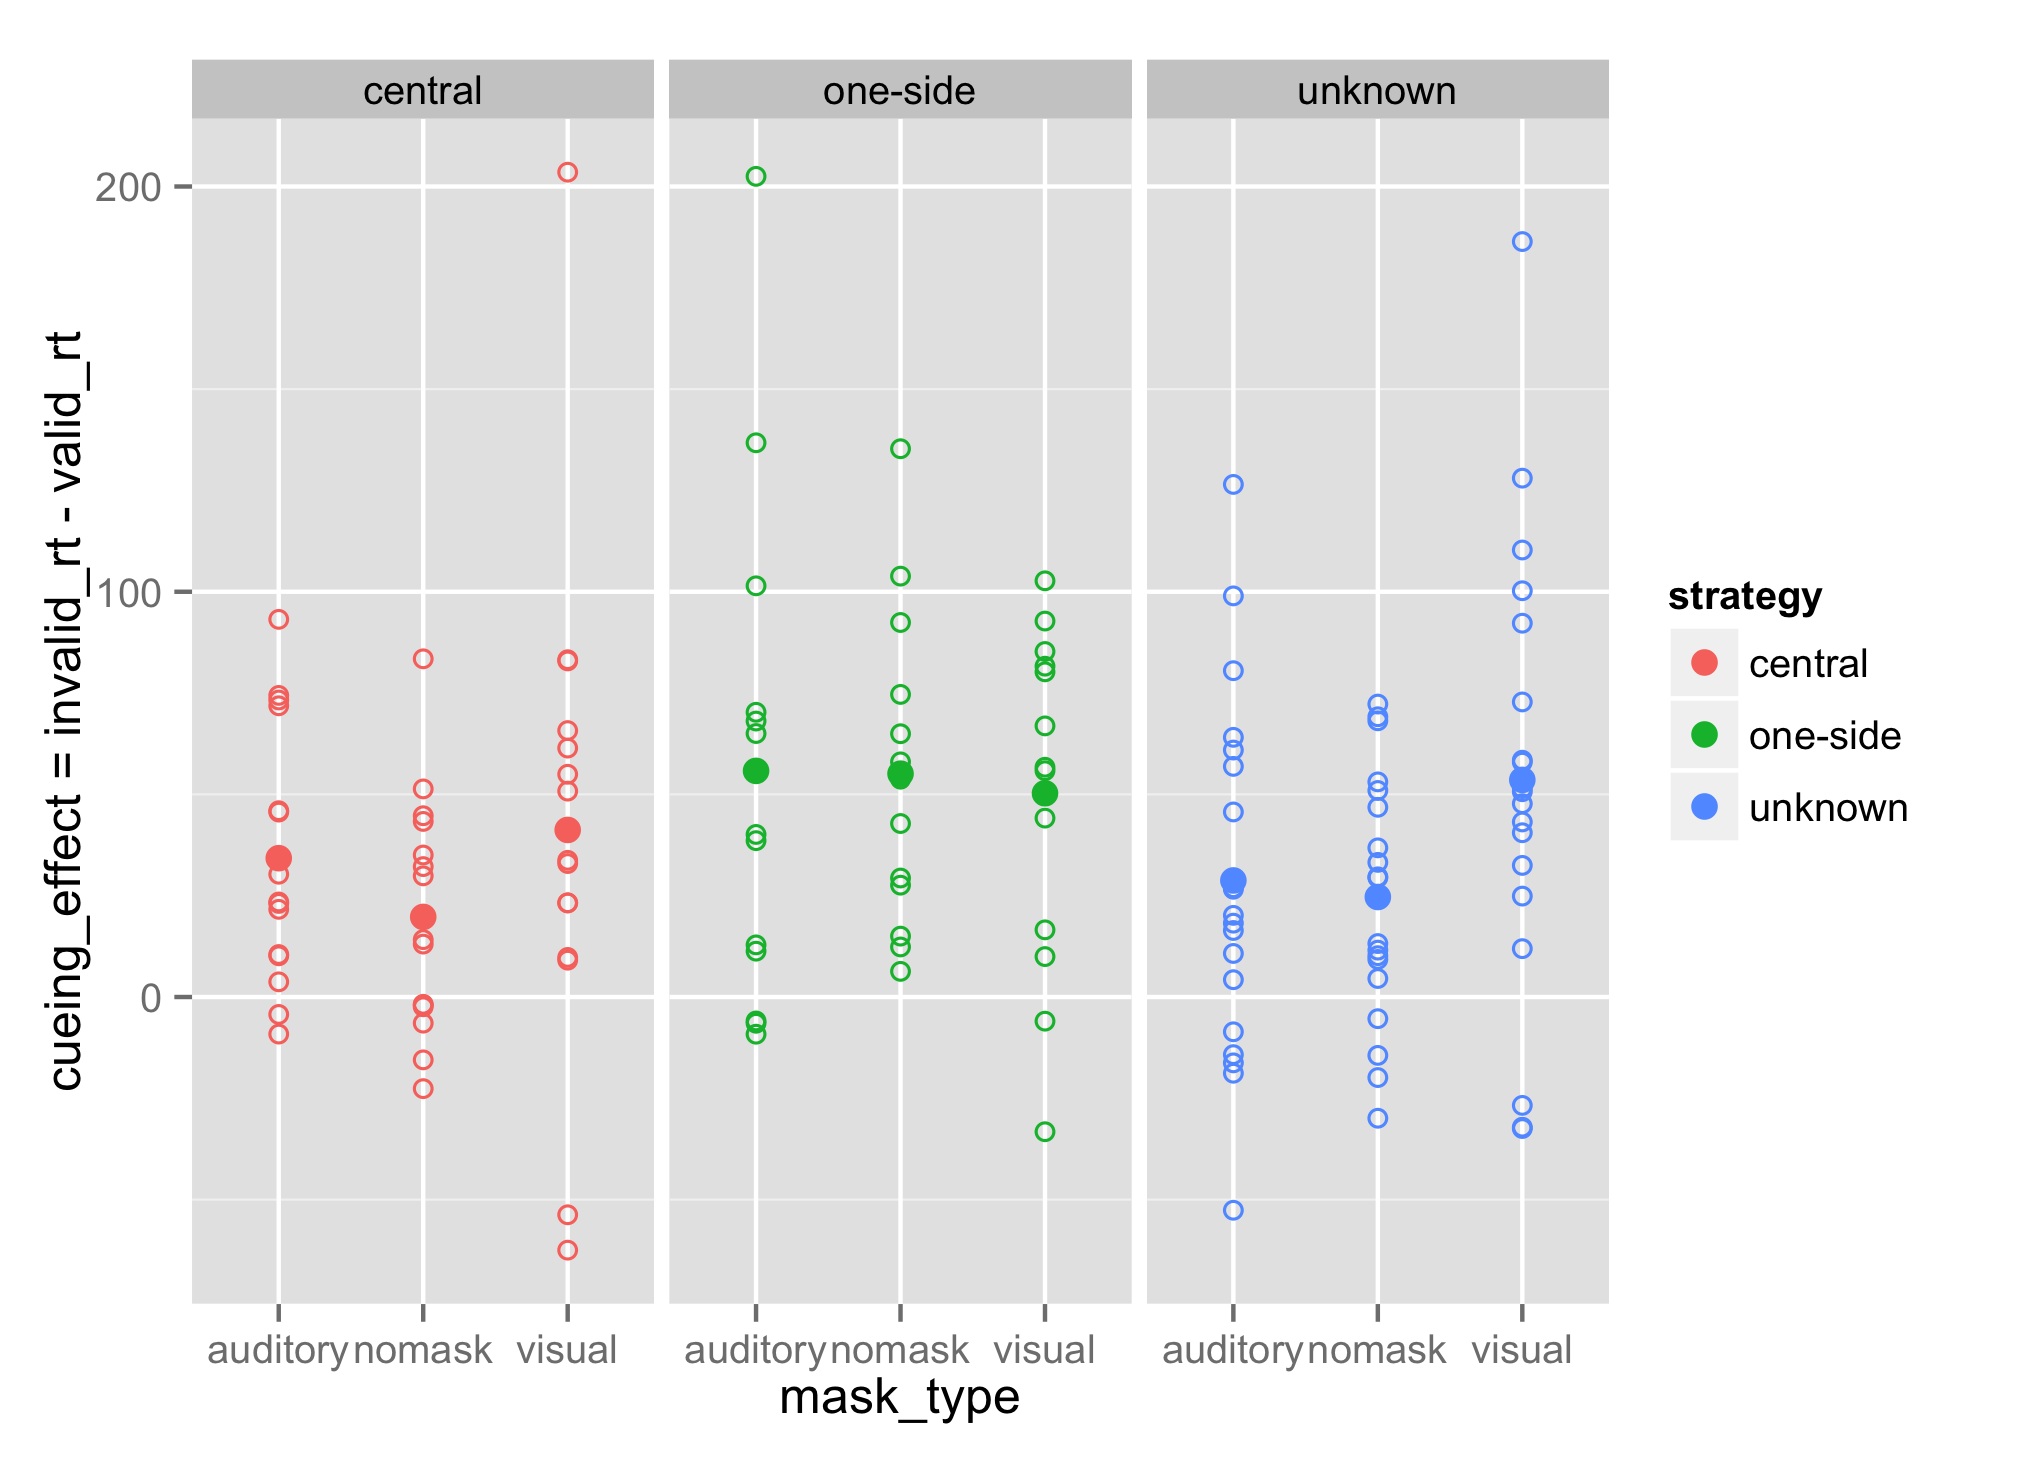 central one-side unknown
cueing_effect = invalid_rt - valid_rt
200
100
0
auditory nomask visual auditory nomask visual auditory nomask visual
mask_type
strategy
central
one-side
unknown